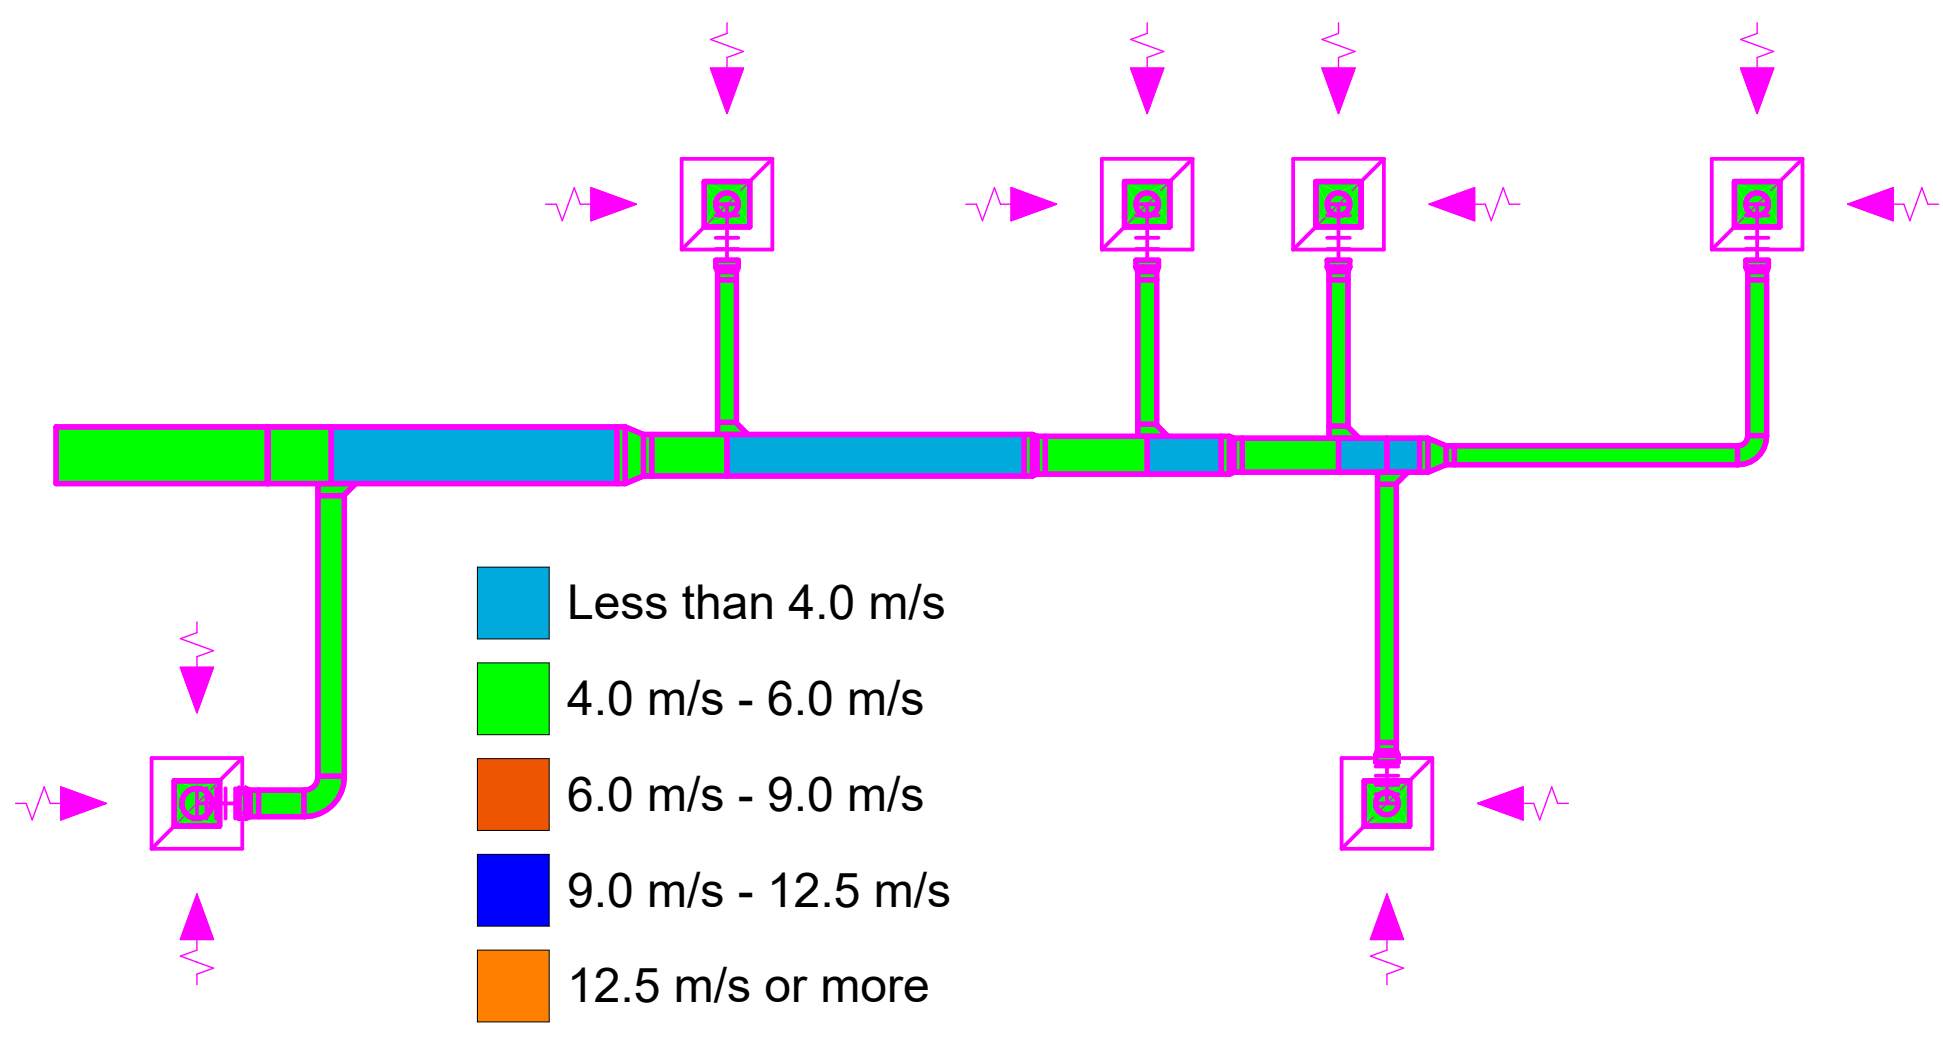 Less than 4.0 m/s
4.0 m/s - 6.0 m/s
6.0 m/s - 9.0 m/s
9.0 m/s - 12.5 m/s
12.5 m/s or more